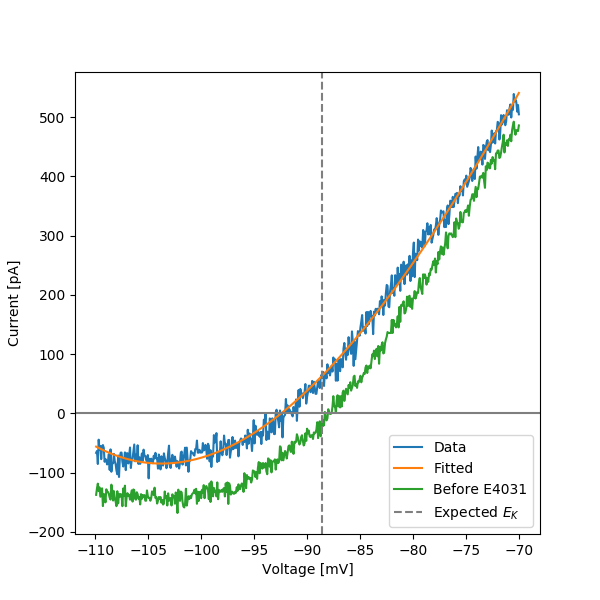 500
400
300
200
100
0
−100
−200
Current [pA]
−110
−105
−100
−95
−90
−85
−80
−75
−70
Voltage [mV]
Data
Fitted
Before E4031
Expected E_K